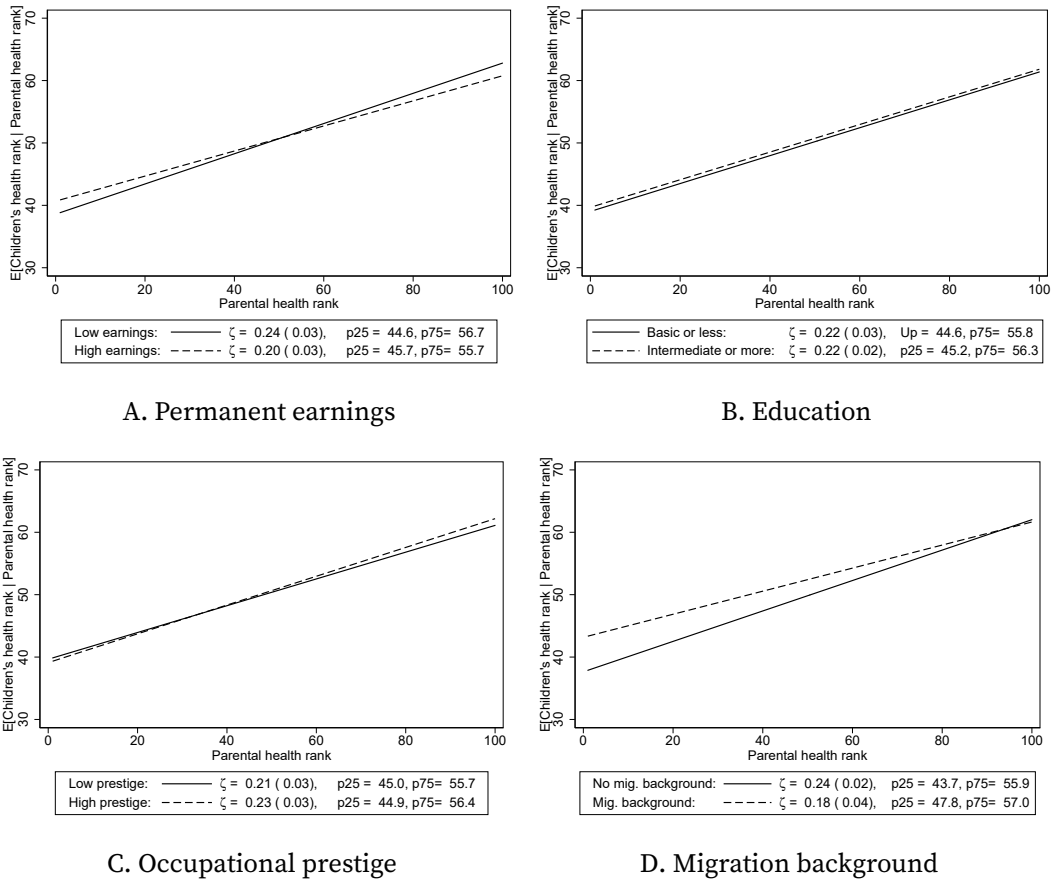 E[Children's health rank | Parental health rank]
70
60
50
40
30
0 20 40 60 80 100
Parental health rank
Low earnings: ζ = 0.24 ( 0.03), p25 = 44.6, p75= 56.7
High earnings: ζ = 0.20 ( 0.03), p25 = 45.7, p75= 55.7
A. Permanent earnings
E[Children's health rank | Parental health rank]
70
60
50
40
30
0 20 40 60 80 100
Parental health rank
Basic or less: ζ = 0.22 ( 0.03), Up = 44.6, p75= 55.8
Intermediate or more: ζ = 0.22 ( 0.02), p25 = 45.2, p75= 56.3
B. Education
E[Children's health rank | Parental health rank]
70
60
50
40
30
0 20 40 60 80 100
Parental health rank
Low prestige: ζ = 0.21 ( 0.03), p25 = 45.0, p75= 55.7
High prestige: ζ = 0.23 ( 0.03), p25 = 44.9, p75= 56.4
C. Occupational prestige
E[Children's health rank | Parental health rank]
70
60
50
40
30
0 20 40 60 80 100
Parental health rank
No mig. background: ζ = 0.24 ( 0.02), p25 = 43.7, p75= 55.9
Mig. background: ζ = 0.18 ( 0.04), p25 = 47.8, p75= 57.0
D. Migration background